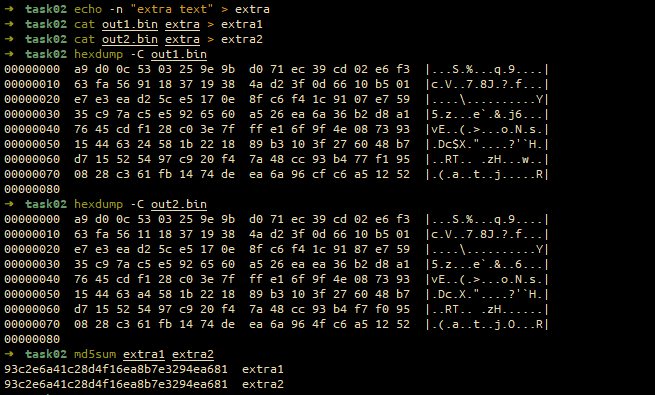 ➜ task02 echo -n "extra text" > extra
➜ task02 cat out1.bin extra > extra1
➜ task02 cat out2.bin extra > extra2
➜ task02 hexdump -C out1.bin
00000000  a9 d0 0c 53 03 25 9e 9b  d0 71 ec 39 cd 02 e6 f3  |...S.%...q.9....|
00000010  63 fa 56 91 18 37 19 38  4a d2 3f 0d 66 10 b5 01  |c.V..7.8J.?.f...|
00000020  e7 e3 ea d2 5c e5 17 0e  8f c6 f4 1c 91 07 e7 59  |....\..........Y|
00000030  35 c9 7a c5 e5 92 65 60  a5 26 ea 6a 36 b2 d8 a1  |5.z...e`.&.j6...|
00000040  76 45 cd f1 28 c0 3e 7f  ff e1 6f 9f 4e 08 73 93  |vE..(.>...o.N.s.|
00000050  15 44 63 24 58 1b 22 18  89 b3 10 3f 27 60 48 b7  |.Dc$X."....?'`H.|
00000060  d7 15 52 54 97 c9 20 f4  7a 48 cc 93 b4 77 f1 95  |..RT.. .zH...w..|
00000070  08 28 c3 61 fb 14 74 de  ea 6a 96 cf c6 a5 12 52  |.(.a..t..j.....R|
00000080
➜ task02 hexdump -C out2.bin
00000000  a9 d0 0c 53 03 25 9e 9b  d0 71 ec 39 cd 02 e6 f3  |...S.%...q.9....|
00000010  63 fa 56 11 18 37 19 38  4a d2 3f 0d 66 10 b5 01  |c.V..7.8J.?.f...|
00000020  e7 e3 ea d2 5c e5 17 0e  8f c6 f4 1c 91 87 e7 59  |....\..........Y|
00000030  35 c9 7a c5 e5 92 65 60  a5 26 ea ea 36 b2 d8 a1  |5.z...e`.&..6...|
00000040  76 45 cd f1 28 c0 3e 7f  ff e1 6f 9f 4e 08 73 93  |vE..(.>...o.N.s.|
00000050  15 44 63 a4 58 1b 22 18  89 b3 10 3f 27 60 48 b7  |.Dc.X."....?'`H.|
00000060  d7 15 52 54 97 c9 20 f4  7a 48 cc 93 b4 f7 f0 95  |..RT.. .zH......|
00000070  08 28 c3 61 fb 14 74 de  ea 6a 96 4f c6 a5 12 52  |.(.a..t..j.O...R|
00000080
➜ task02 md5sum extra1 extra2
93c2e6a41c28d4f16ea8b7e3294ea681  extra1
93c2e6a41c28d4f16ea8b7e3294ea681  extra2